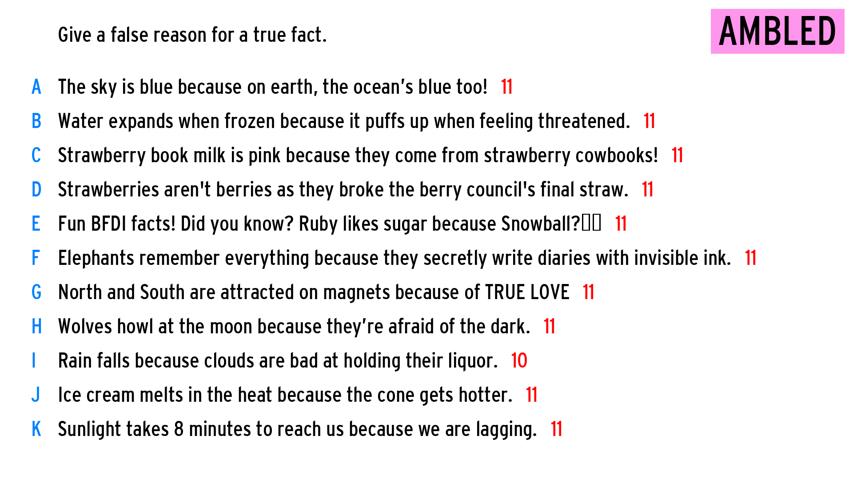 Give a false reason for a true fact.
AMBLED
A The sky is blue because on earth, the ocean’s blue too! 11
B Water expands when frozen because it puffs up when feeling threatened. 11
C Strawberry book milk is pink because they come from strawberry cowbooks! 11
D Strawberries aren't berries as they broke the berry council's final straw. 11
E Fun BFDI facts! Did you know? Ruby likes sugar because Snowball?▯▯ 11
F Elephants remember everything because they secretly write diaries with invisible ink. 11
G North and South are attracted on magnets because of TRUE LOVE 11
H Wolves howl at the moon because they’re afraid of the dark. 11
I Rain falls because clouds are bad at holding their liquor. 10
J Ice cream melts in the heat because the cone gets hotter. 11
K Sunlight takes 8 minutes to reach us because we are lagging. 11